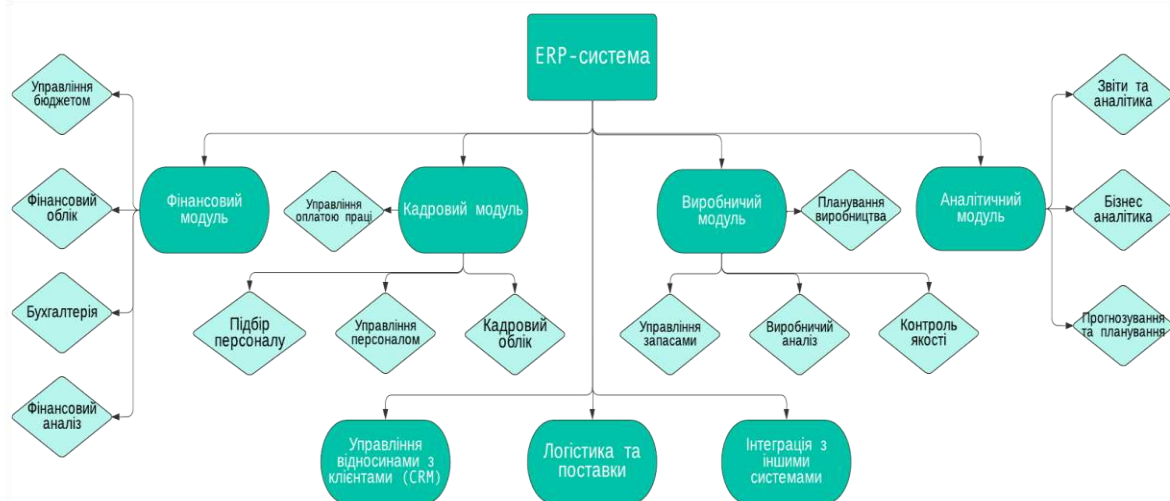 ERP-система
Управління
бюджетом
Фінансовий
облік
Бухгалтерія
Фінансовий
аналіз
Фінансовий
модуль
Управління
оплатою праці
Кадровий модуль
Підбір
персоналу
Управління
персоналом
Кадровий
облік
Виробничий
модуль
Планування
виробництва
Управління
запасами
Виробничий
аналіз
Контроль
якості
Аналітичний
модуль
Звіти та
аналітика
Бізнес
аналітика
Прогнозування
та планування
Управління
відносинами з
клієнтами (CRM)
Логістика та
поставки
Інтеграція з
іншими
системами